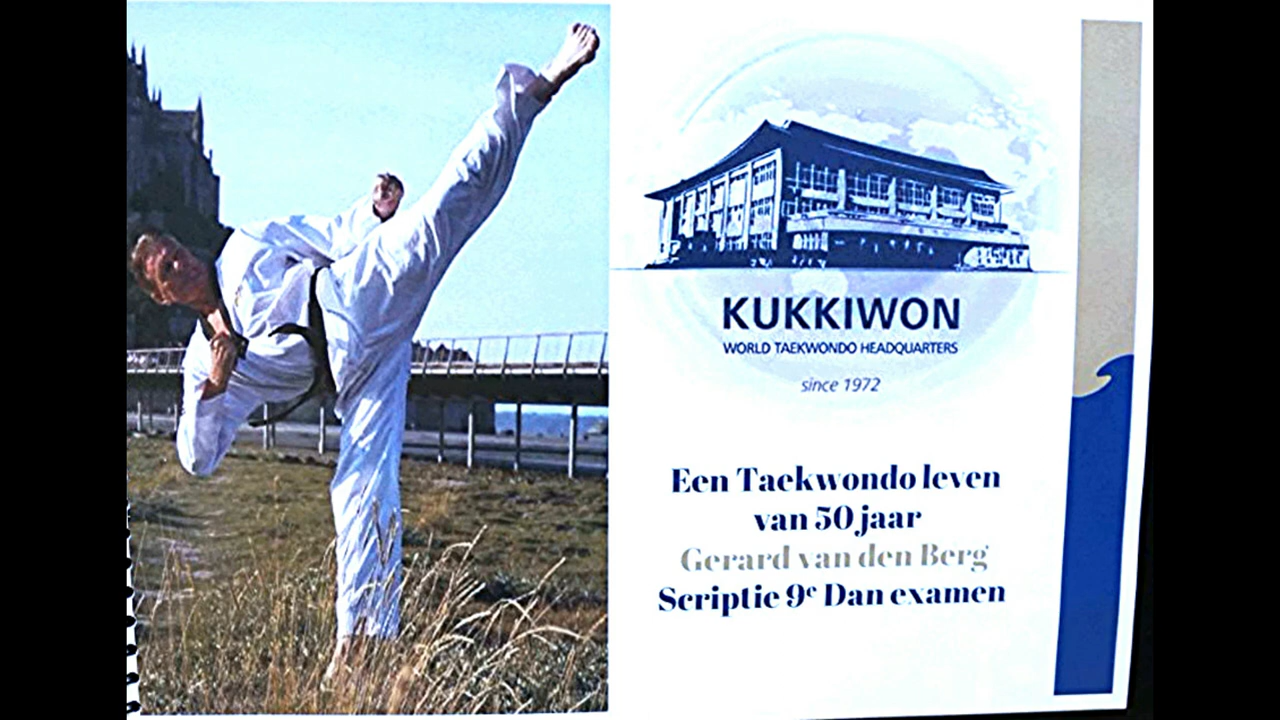 KUKKIWON
WORLD TAEKWONDO HEADQUARTERS
since 1972
Een Taekwondo leven
van 50 jaar
Gerard van den Berg
Scriptie 9e Dan examen